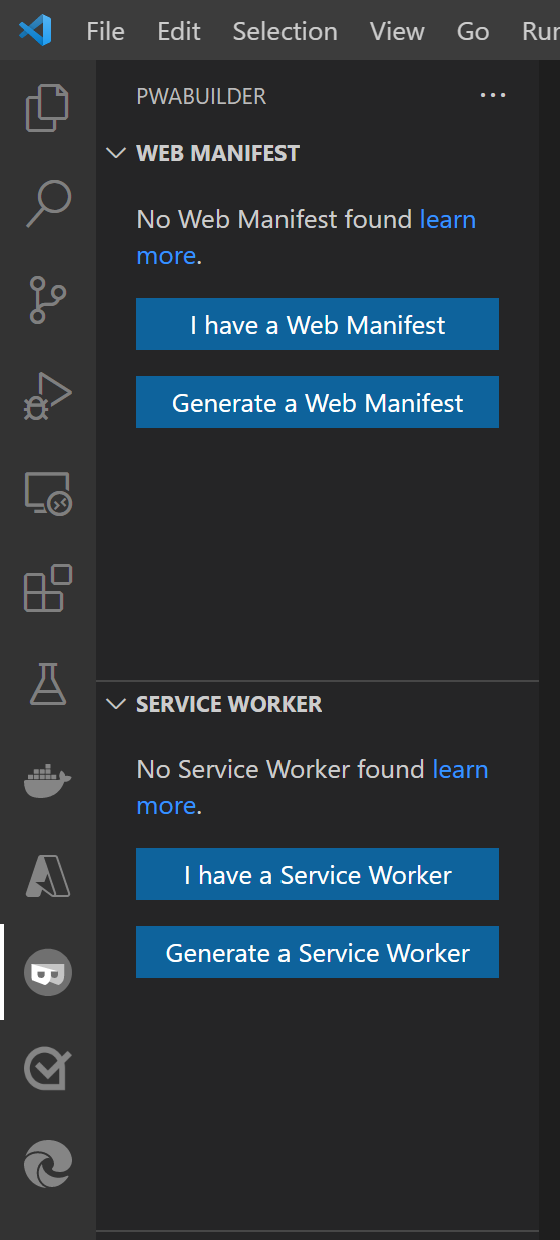 File Edit Selection View Go Run
PWABUILDER
WEB MANIFEST
No Web Manifest found learn
more.
I have a Web Manifest
Generate a Web Manifest
SERVICE WORKER
No Service Worker found learn
more.
I have a Service Worker
Generate a Service Worker